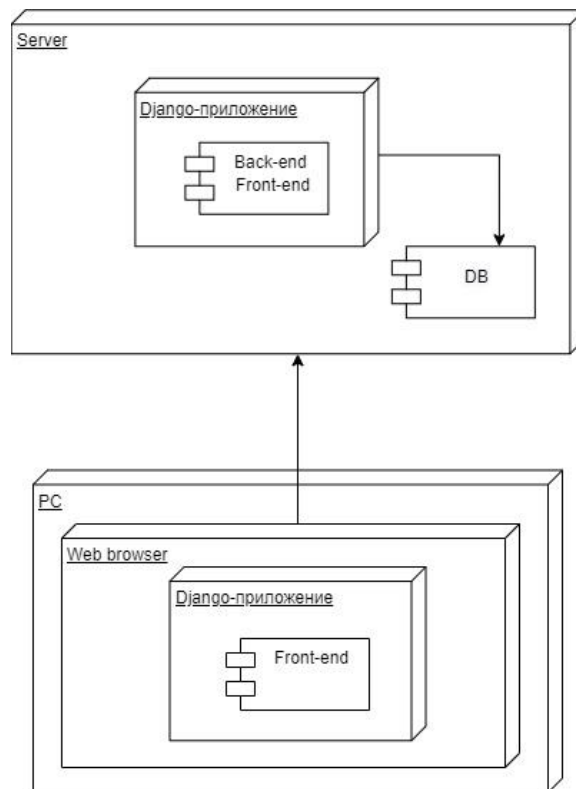 Server
Django-приложение
Back-end
Front-end
DB
PC
Web browser
Django-приложение
Front-end